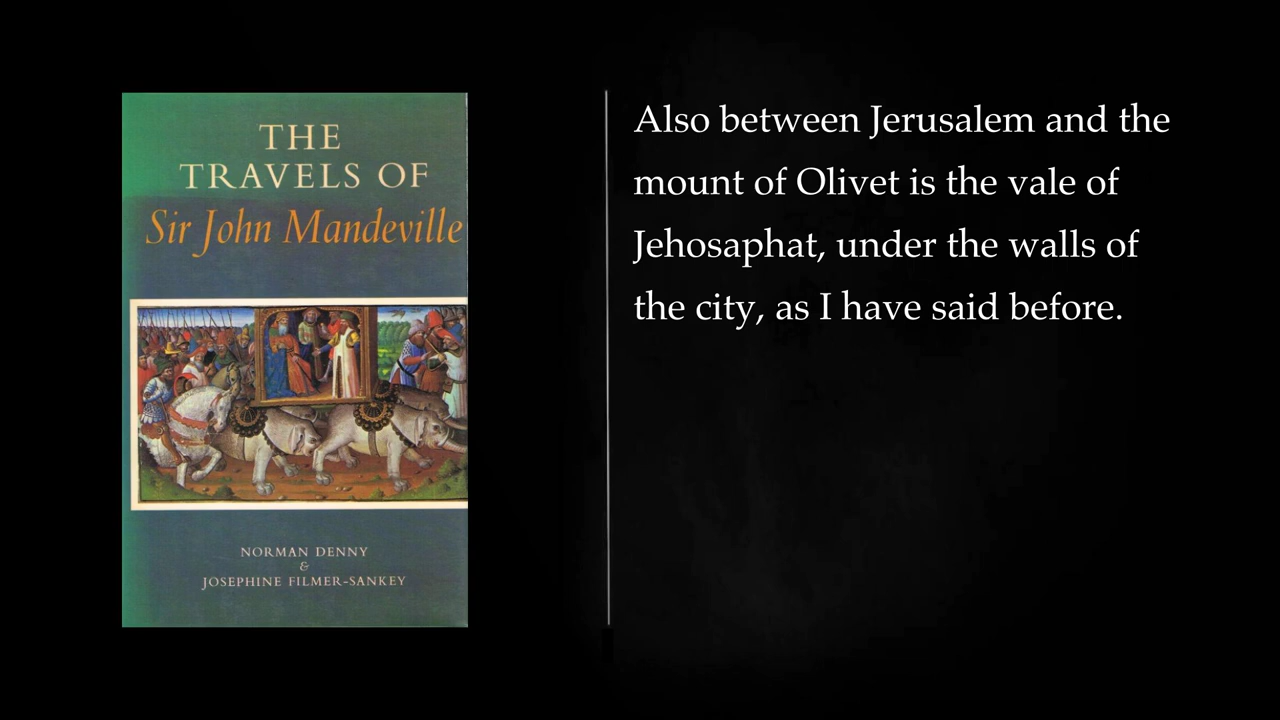 THE
TRAVELS OF
Sir John Mandeville
NORMAN DENNY
&
JOSEPHINE FILMER-SANKEY
Also between Jerusalem and the
mount of Olivet is the vale of
Jehosaphat, under the walls of
the city, as I have said before.